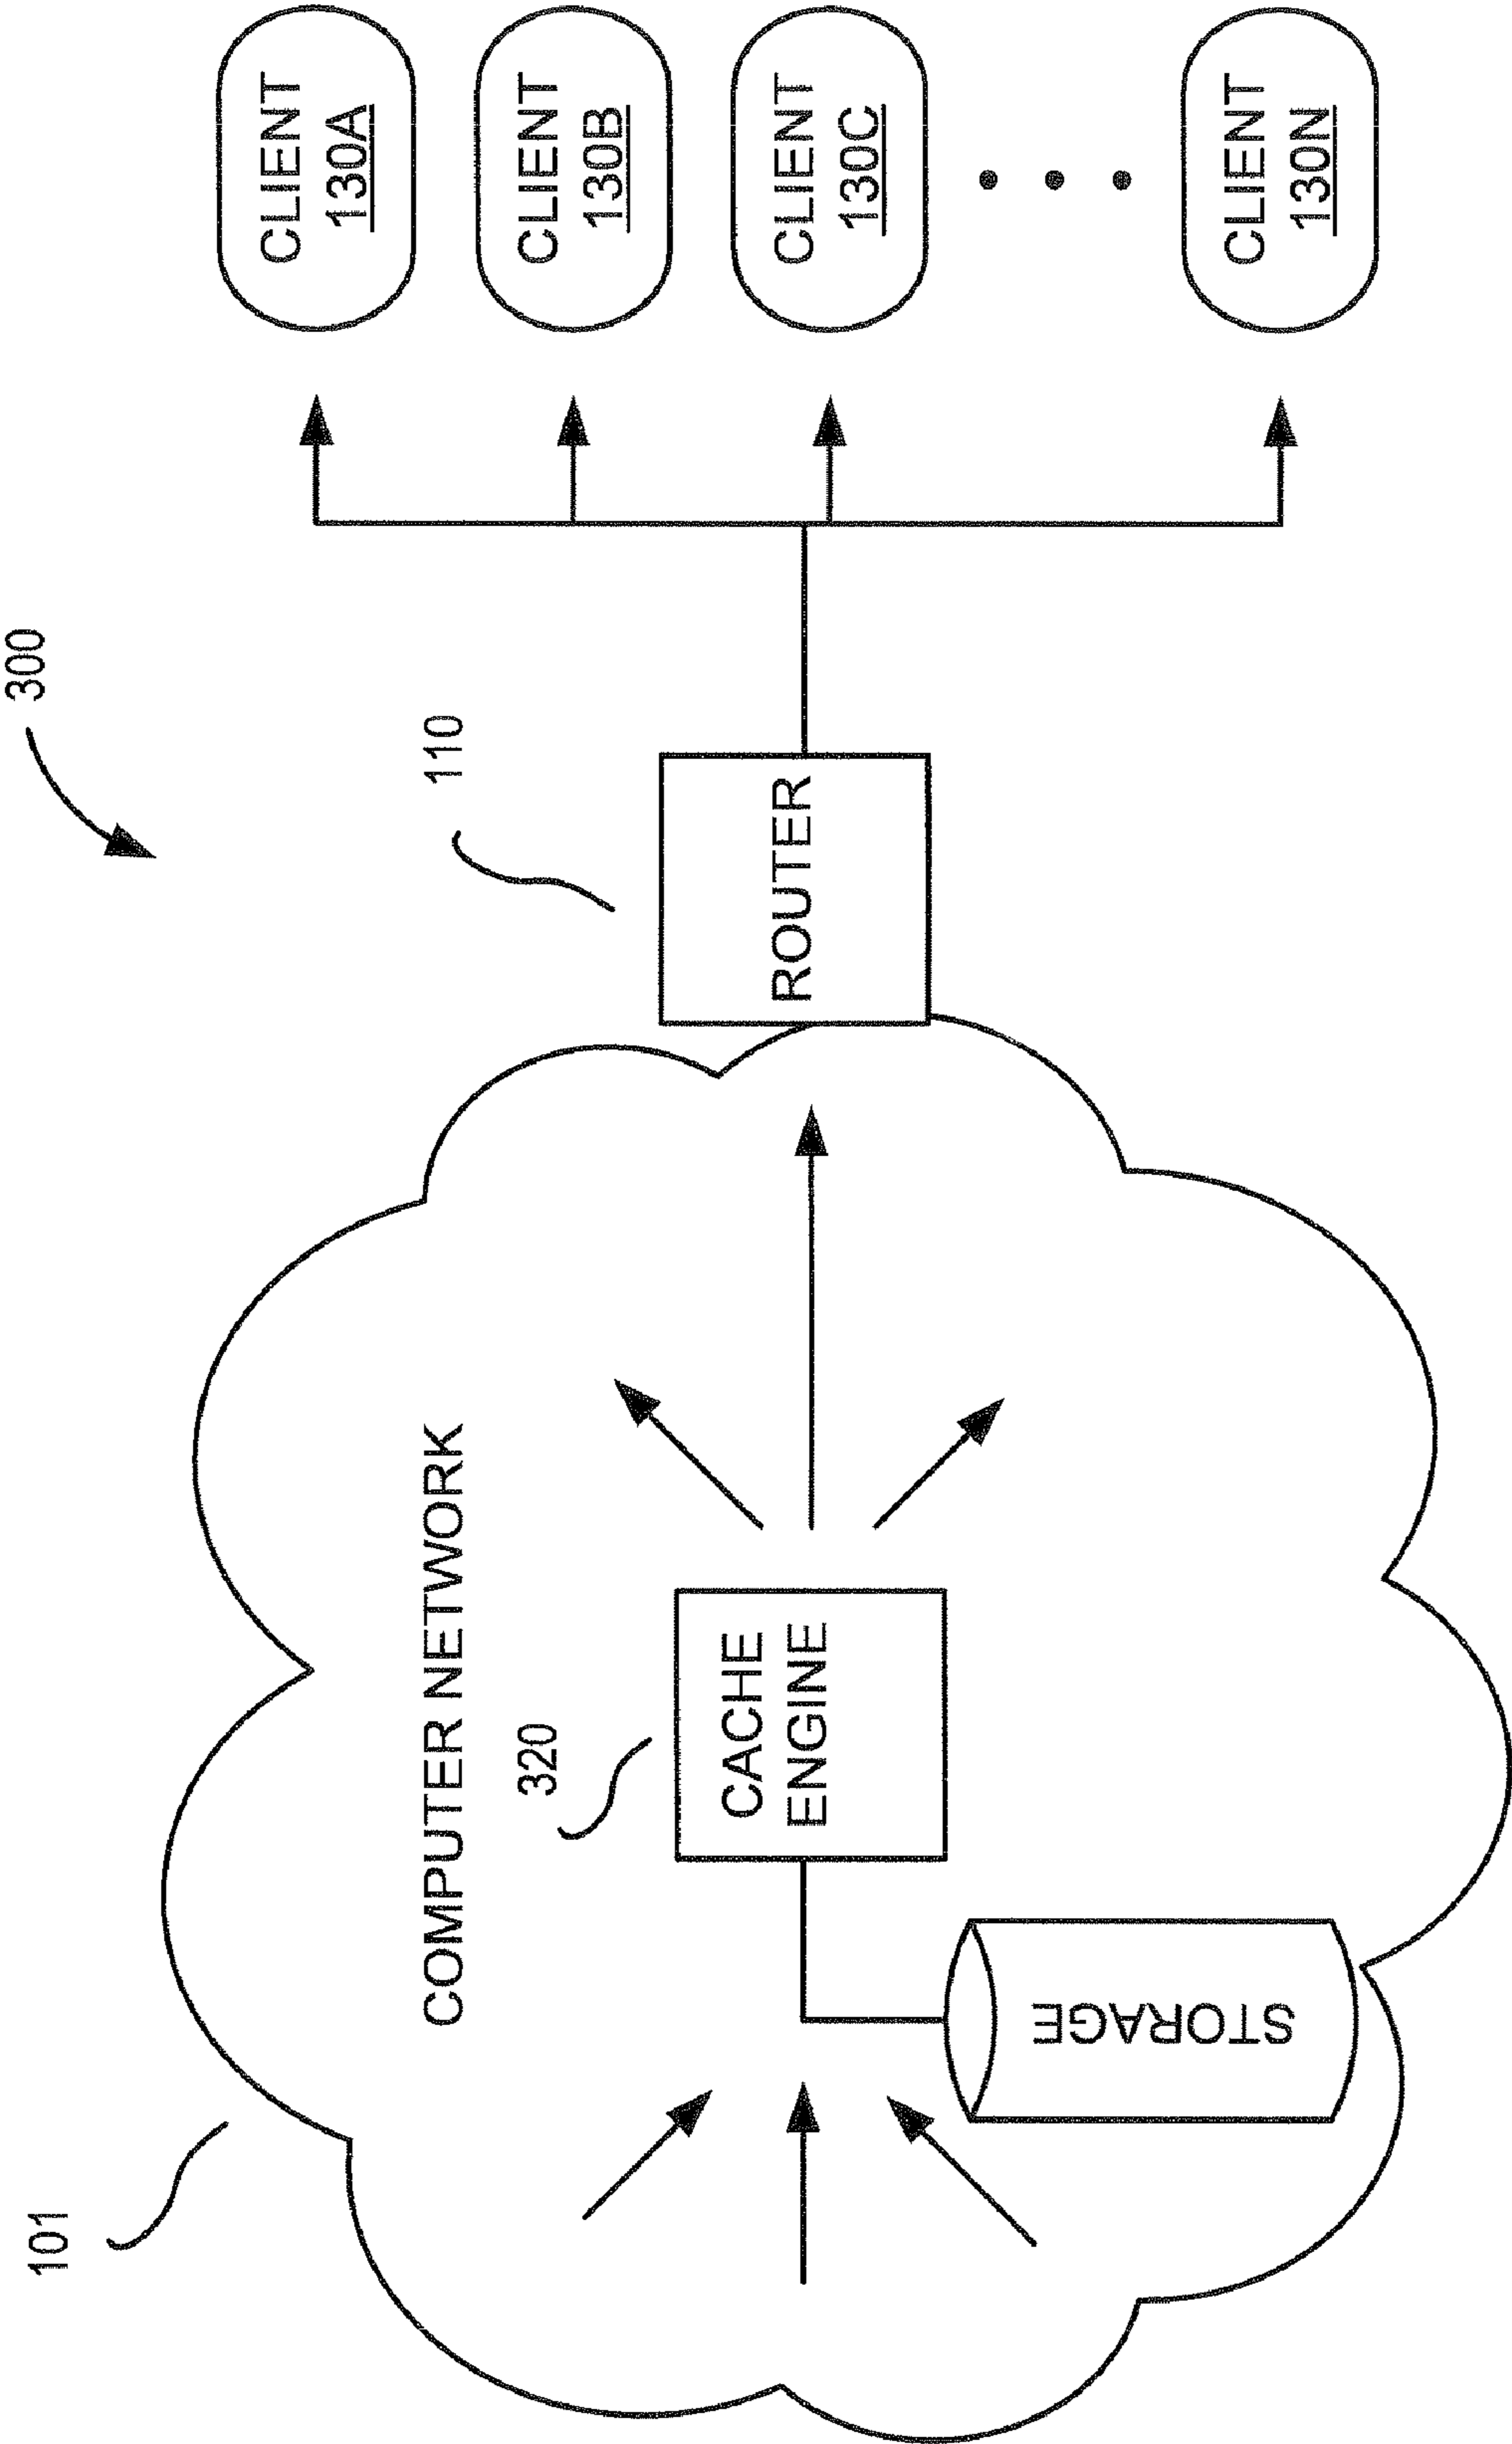 300
101
COMPUTER NETWORK
320
CACHE
ENGINE
STORAGE
110
ROUTER
CLIENT
130A
CLIENT
130B
CLIENT
130C
CLIENT
130N